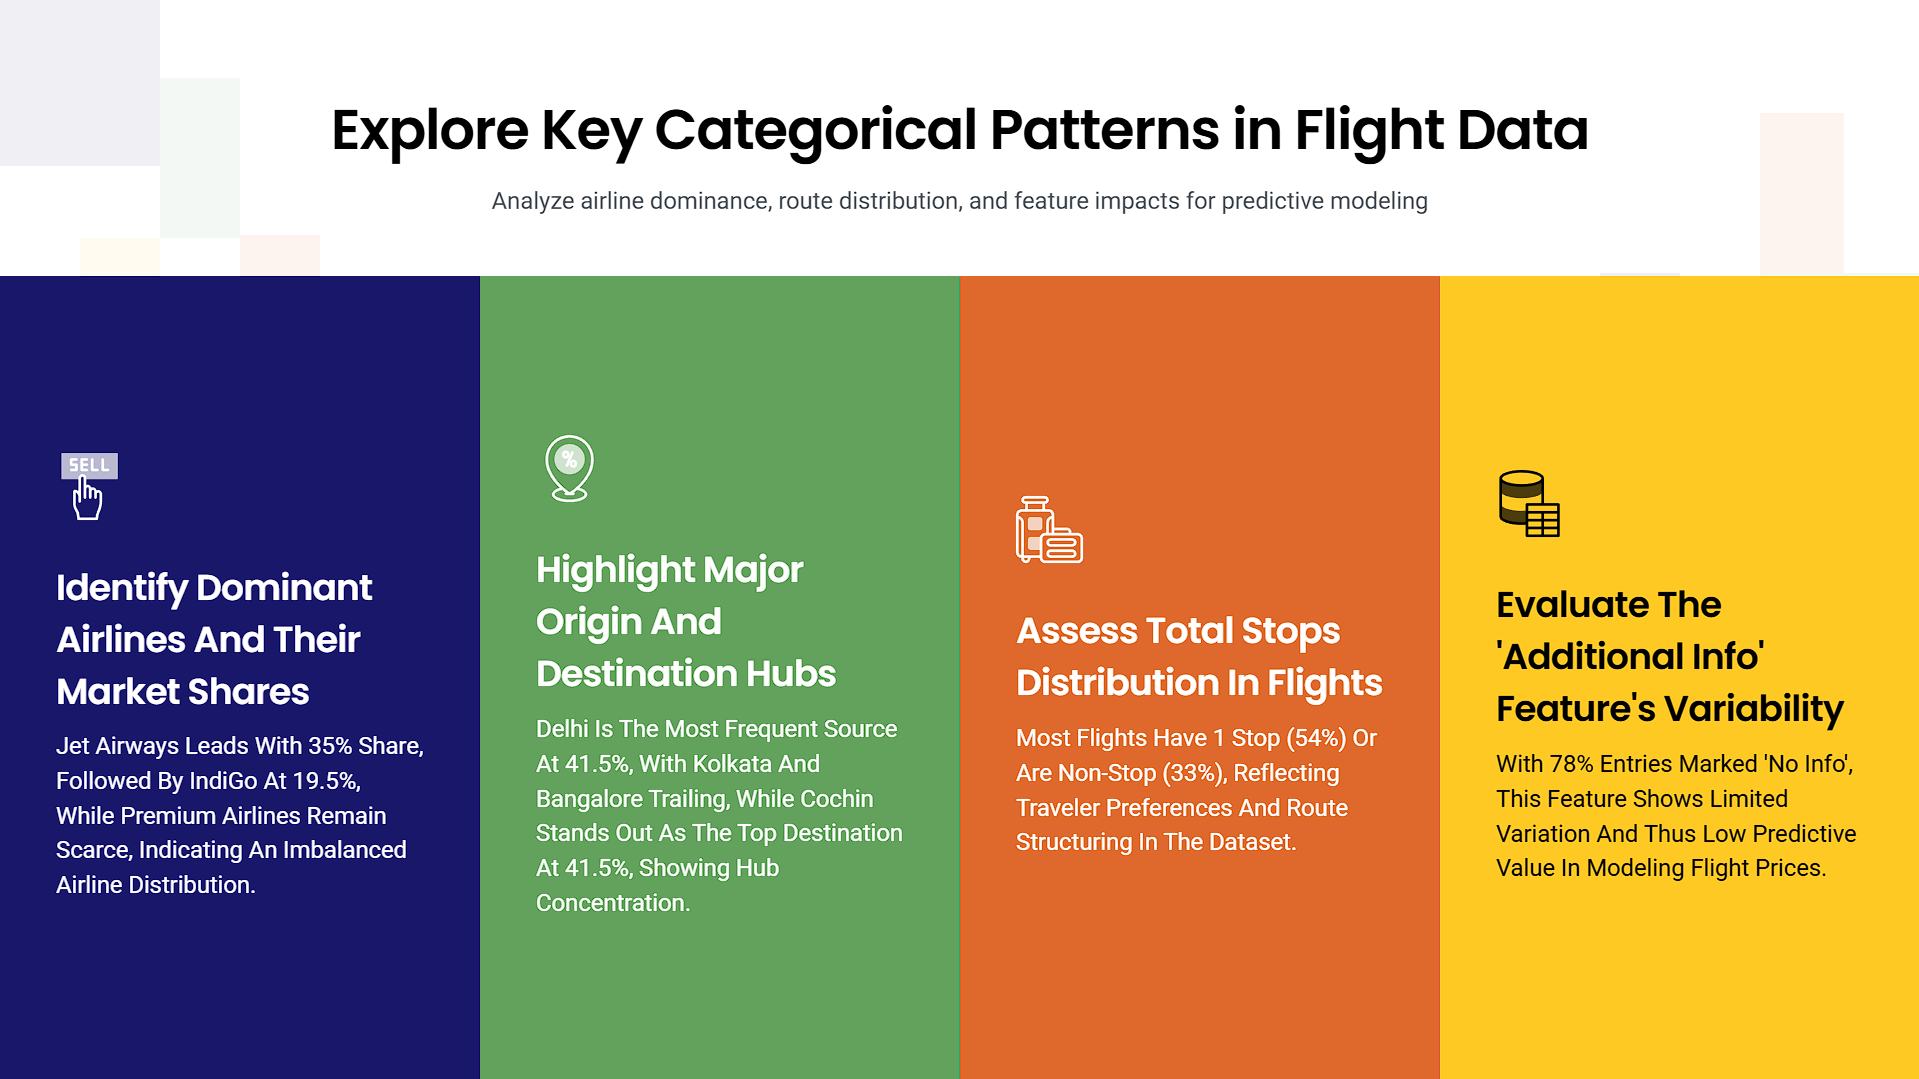 Explore Key Categorical Patterns in Flight Data
Analyze airline dominance, route distribution, and feature impacts for predictive modeling
SELL
Identify Dominant
Airlines And Their
Market Shares
Jet Airways Leads With 35% Share,
Followed By IndiGo At 19.5%,
While Premium Airlines Remain
Scarce, Indicating An Imbalanced
Airline Distribution.
%
Highlight Major
Origin And
Destination Hubs
Delhi Is The Most Frequent Source
At 41.5%, With Kolkata And
Bangalore Trailing, While Cochin
Stands Out As The Top Destination
At 41.5%, Showing Hub
Concentration.
Assess Total Stops
Distribution In Flights
Most Flights Have 1 Stop (54%) Or
Are Non-Stop (33%), Reflecting
Traveler Preferences And Route
Structuring In The Dataset.
Evaluate The
'Additional Info'
Feature's Variability
With 78% Entries Marked 'No Info',
This Feature Shows Limited
Variation And Thus Low Predictive
Value In Modeling Flight Prices.